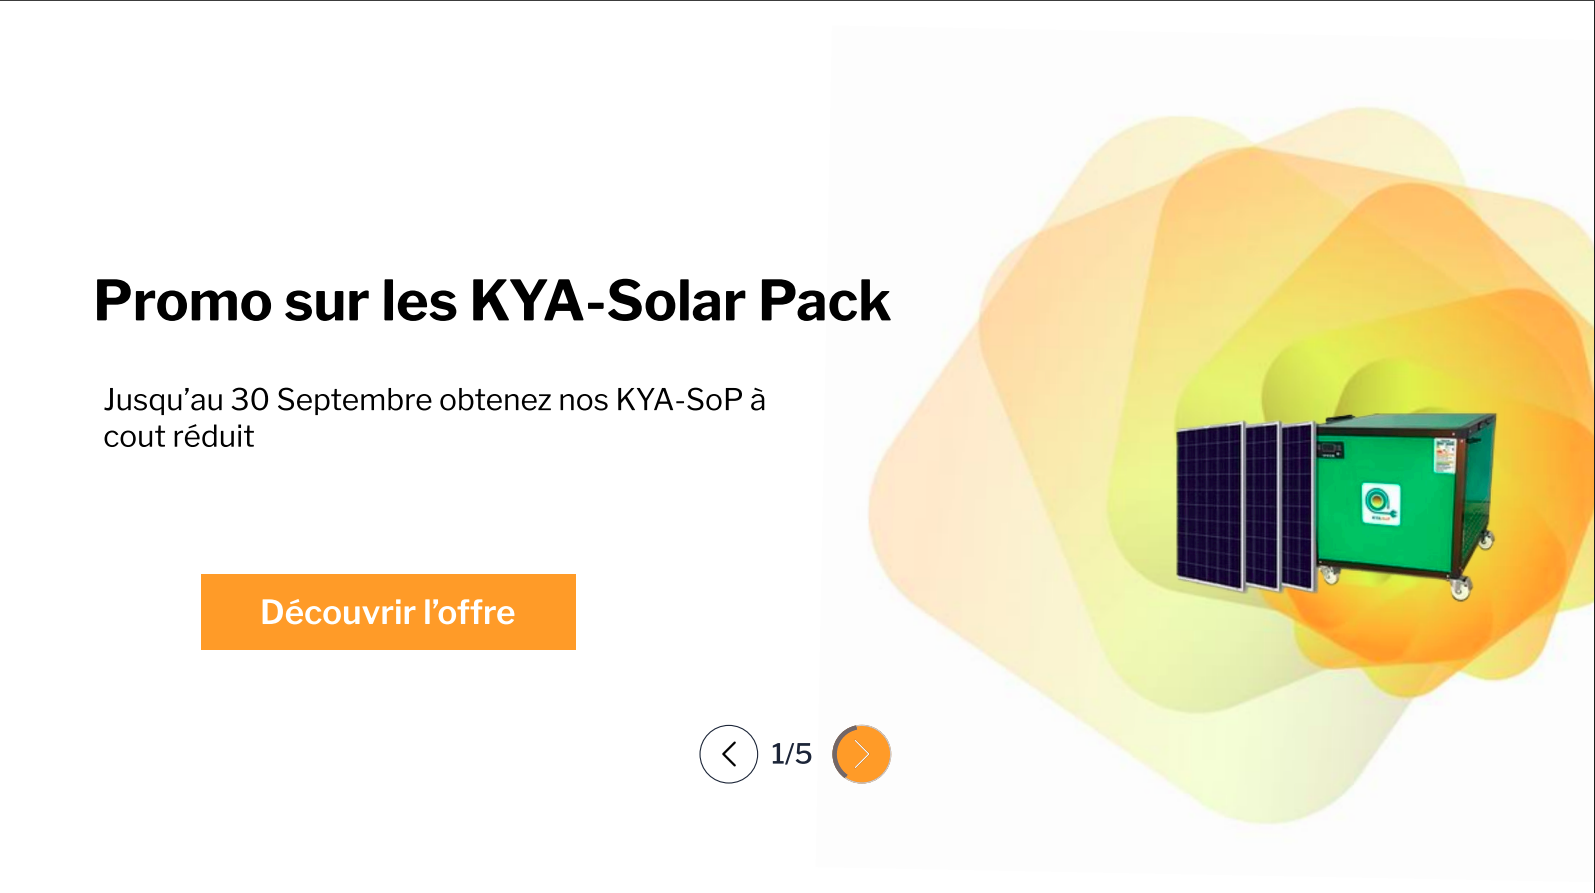 Promo sur les KYA-Solar Pack
Jusqu’au 30 Septembre obtenez nos KYA-SoP à
cout réduit
Découvrir l’offre
1/5